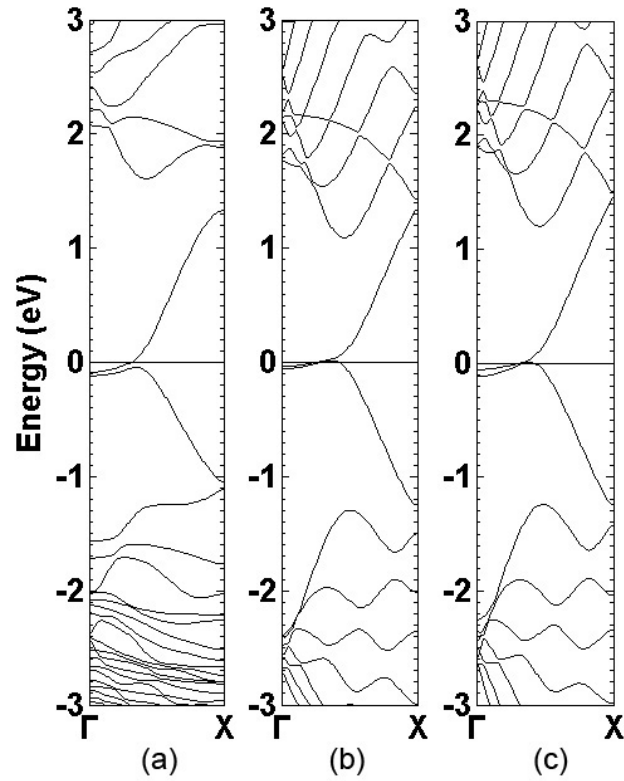 3 3 3
2 2 2
1 1 1
Energy (eV)
0 0 0
-1 -1 -1
-2 -2 -2
-3 -3 -3
Γ X Γ X Γ X
(a) (b) (c)